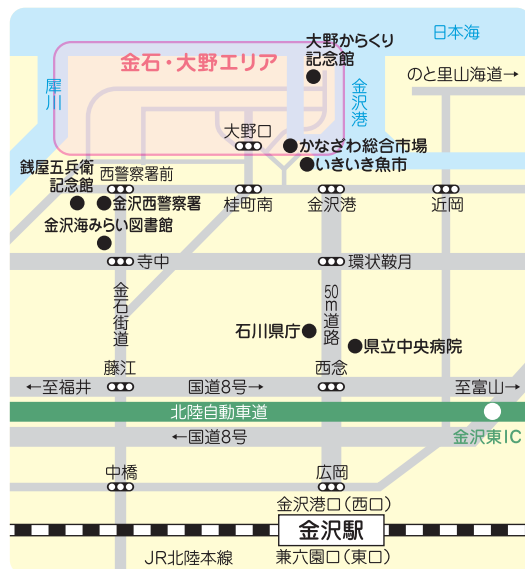 日本海
大野からくり
記念館
金石・大野エリア
のと里山海道→
犀川
金沢港
大野口
かなざわ総合市場
いきいき魚市
銭屋五兵衛
記念館
西警察署前
金沢西警察署
桂町南
金沢港
近岡
金沢海みらい図書館
寺中
環状鞍月
金石街道
50m道路
石川県庁
県立中央病院
藤江
西念
←至福井
国道8号→
至富山→
北陸自動車道
←国道8号
金沢東IC
中橋
広岡
金沢港口(西口)
金沢駅
JR北陸本線
兼六園口(東口)